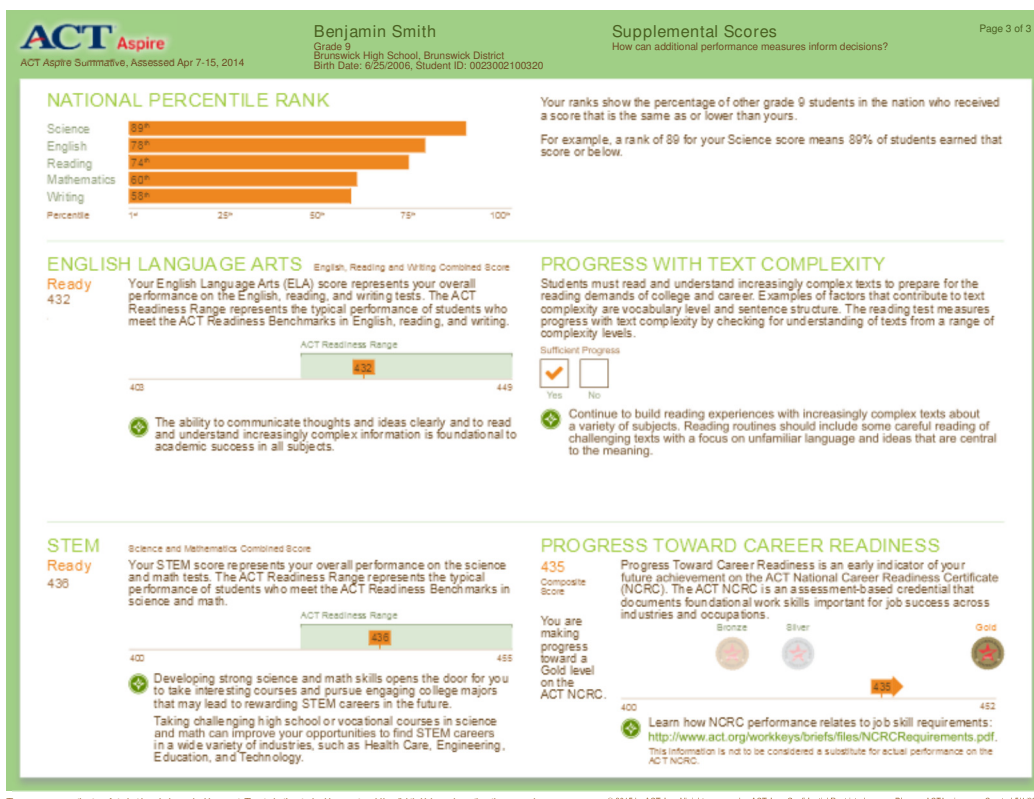 ACT Aspire
ACT Aspire Summative, Assessed Apr 7-15, 2014
Benjamin Smith
Grade 9
Brunswick High School, Brunswick District
Birth Date: 6/25/2006, Student ID: 0023002100320
Supplemental Scores
How can additional performance measures inform decisions?
Page 3 of 3
NATIONAL PERCENTILE RANK
Science 89th
English 78th
Reading 74th
Mathematics 60th
Writing 58th
Percentile 1st 25th 50th 75th 100th
Your ranks show the percentage of other grade 9 students in the nation who received
a score that is the same as or lower than yours.
For example, a rank of 89 for your Science score means 89% of students earned that
score or below.
ENGLISH LANGUAGE ARTS English, Reading and Writing Combined Score
Ready
432
Your English Language Arts (ELA) score represents your overall
performance on the English, reading, and writing tests. The ACT
Readiness Range represents the typical performance of students who
meet the ACT Readiness Benchmarks in English, reading, and writing.
ACT Readiness Range
432
403 449
The ability to communicate thoughts and ideas clearly and to read
and understand increasingly complex information is foundational to
academic success in all subjects.
PROGRESS WITH TEXT COMPLEXITY
Students must read and understand increasingly complex texts to prepare for the
reading demands of college and career. Examples of factors that contribute to text
complexity are vocabulary level and sentence structure. The reading test measures
progress with text complexity by checking for understanding of texts from a range of
complexity levels.
Sufficient Progress
Yes No
Continue to build reading experiences with increasingly complex texts about
a variety of subjects. Reading routines should include some careful reading of
challenging texts with a focus on unfamiliar language and ideas that are central
to the meaning.
STEM Science and Mathematics Combined Score
Ready
436
Your STEM score represents your overall performance on the science
and math tests. The ACT Readiness Range represents the typical
performance of students who meet the ACT Readiness Benchmarks in
science and math.
ACT Readiness Range
436
400 455
Developing strong science and math skills opens the door for you
to take interesting courses and pursue engaging college majors
that may lead to rewarding STEM careers in the future.
Taking challenging high school or vocational courses in science
and math can improve your opportunities to find STEM careers
in a wide variety of industries, such as Health Care, Engineering,
Education, and Technology.
PROGRESS TOWARD CAREER READINESS
435
Composite
Score
You are
making
progress
toward a
Gold level
on the
ACT NCRC.
Progress Toward Career Readiness is an early indicator of your
future achievement on the ACT National Career Readiness Certificate
(NCRC). The ACT NCRC is an assessment-based credential that
documents foundational work skills important for job success across
industries and occupations.
Bronze Silver Gold
435
400 452
Learn how NCRC performance relates to job skill requirements:
http://www.act.org/workkeys/briefs/files/NCRCRequirements.pdf.
This information is not to be considered a substitute for actual performance on the
ACT NCRC.